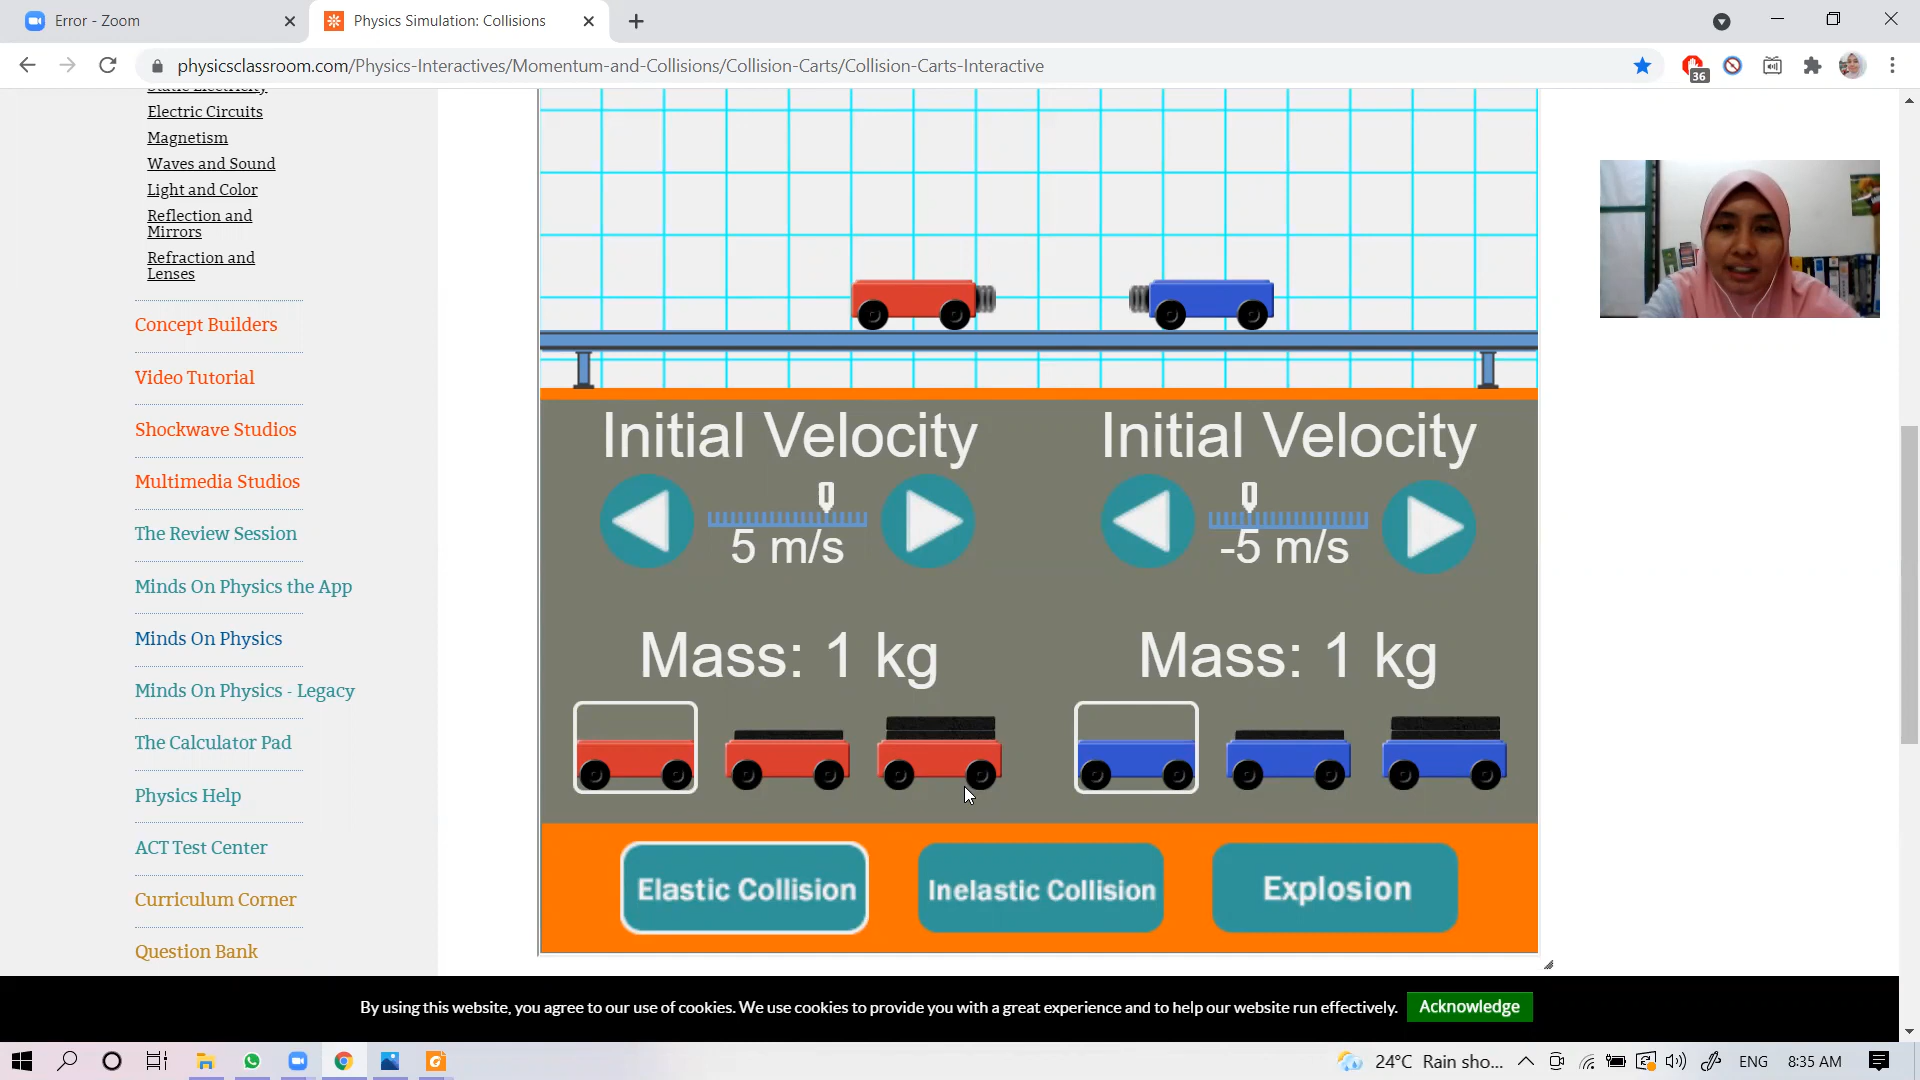 Error - Zoom
Physics Simulation: Collisions
physicsclassroom.com/Physics-Interactives/Momentum-and-Collisions/Collision-Carts/Collision-Carts-Interactive
36
Static Electricity
Electric Circuits
Magnetism
Waves and Sound
Light and Color
Reflection and
Mirrors
Refraction and
Lenses
Concept Builders
Video Tutorial
Shockwave Studios
Multimedia Studios
The Review Session
Minds On Physics the App
Minds On Physics
Minds On Physics - Legacy
The Calculator Pad
Physics Help
ACT Test Center
Curriculum Corner
Question Bank
Initial Velocity
5 m/s
Mass: 1 kg
Initial Velocity
-5 m/s
Mass: 1 kg
Elastic Collision
Inelastic Collision
Explosion
By using this website, you agree to our use of cookies. We use cookies to provide you with a great experience and to help our website run effectively.
Acknowledge
24°C Rain sho...
ENG
8:35 AM